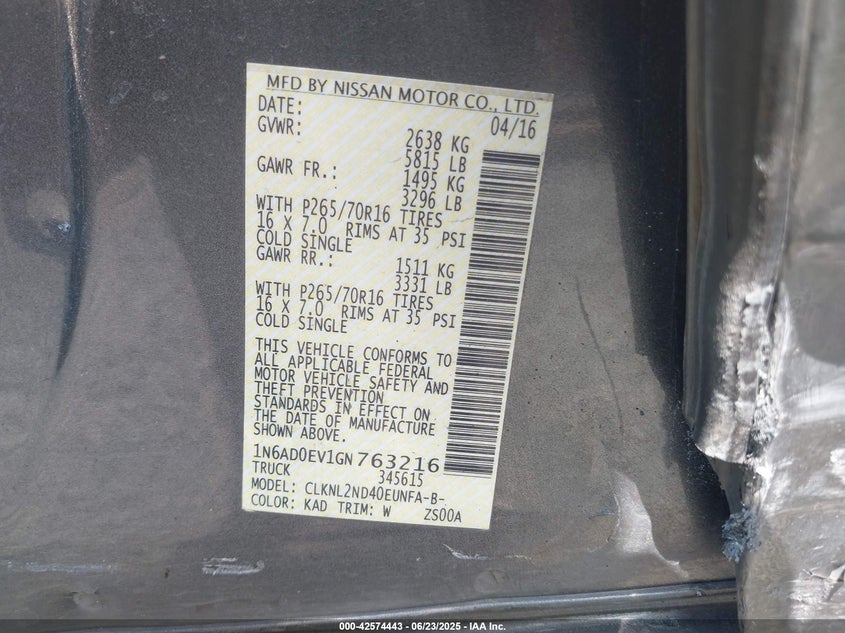 MFD BY NISSAN MOTOR CO., LTD.
DATE: 04/16
GVWR: 2638 KG
5815 LB
GAWR FR.: 1495 KG
3296 LB
WITH P265/70R16 TIRES
16 X 7.0 RIMS AT 35 PSI
COLD SINGLE
GAWR RR.: 1511 KG
3331 LB
WITH P265/70R16 TIRES
16 X 7.0 RIMS AT 35 PSI
COLD SINGLE
THIS VEHICLE CONFORMS TO
ALL APPLICABLE FEDERAL
MOTOR VEHICLE SAFETY AND
THEFT PREVENTION
STANDARDS IN EFFECT ON
THE DATE OF MANUFACTURE
SHOWN ABOVE.
1N6AD0EV1GN763216
TRUCK 345615
MODEL: CLKNL2ND40EUNFA-B-
COLOR: KAD TRIM: W ZS00A
000-42574443 - 06/23/2025 - IAA Inc.